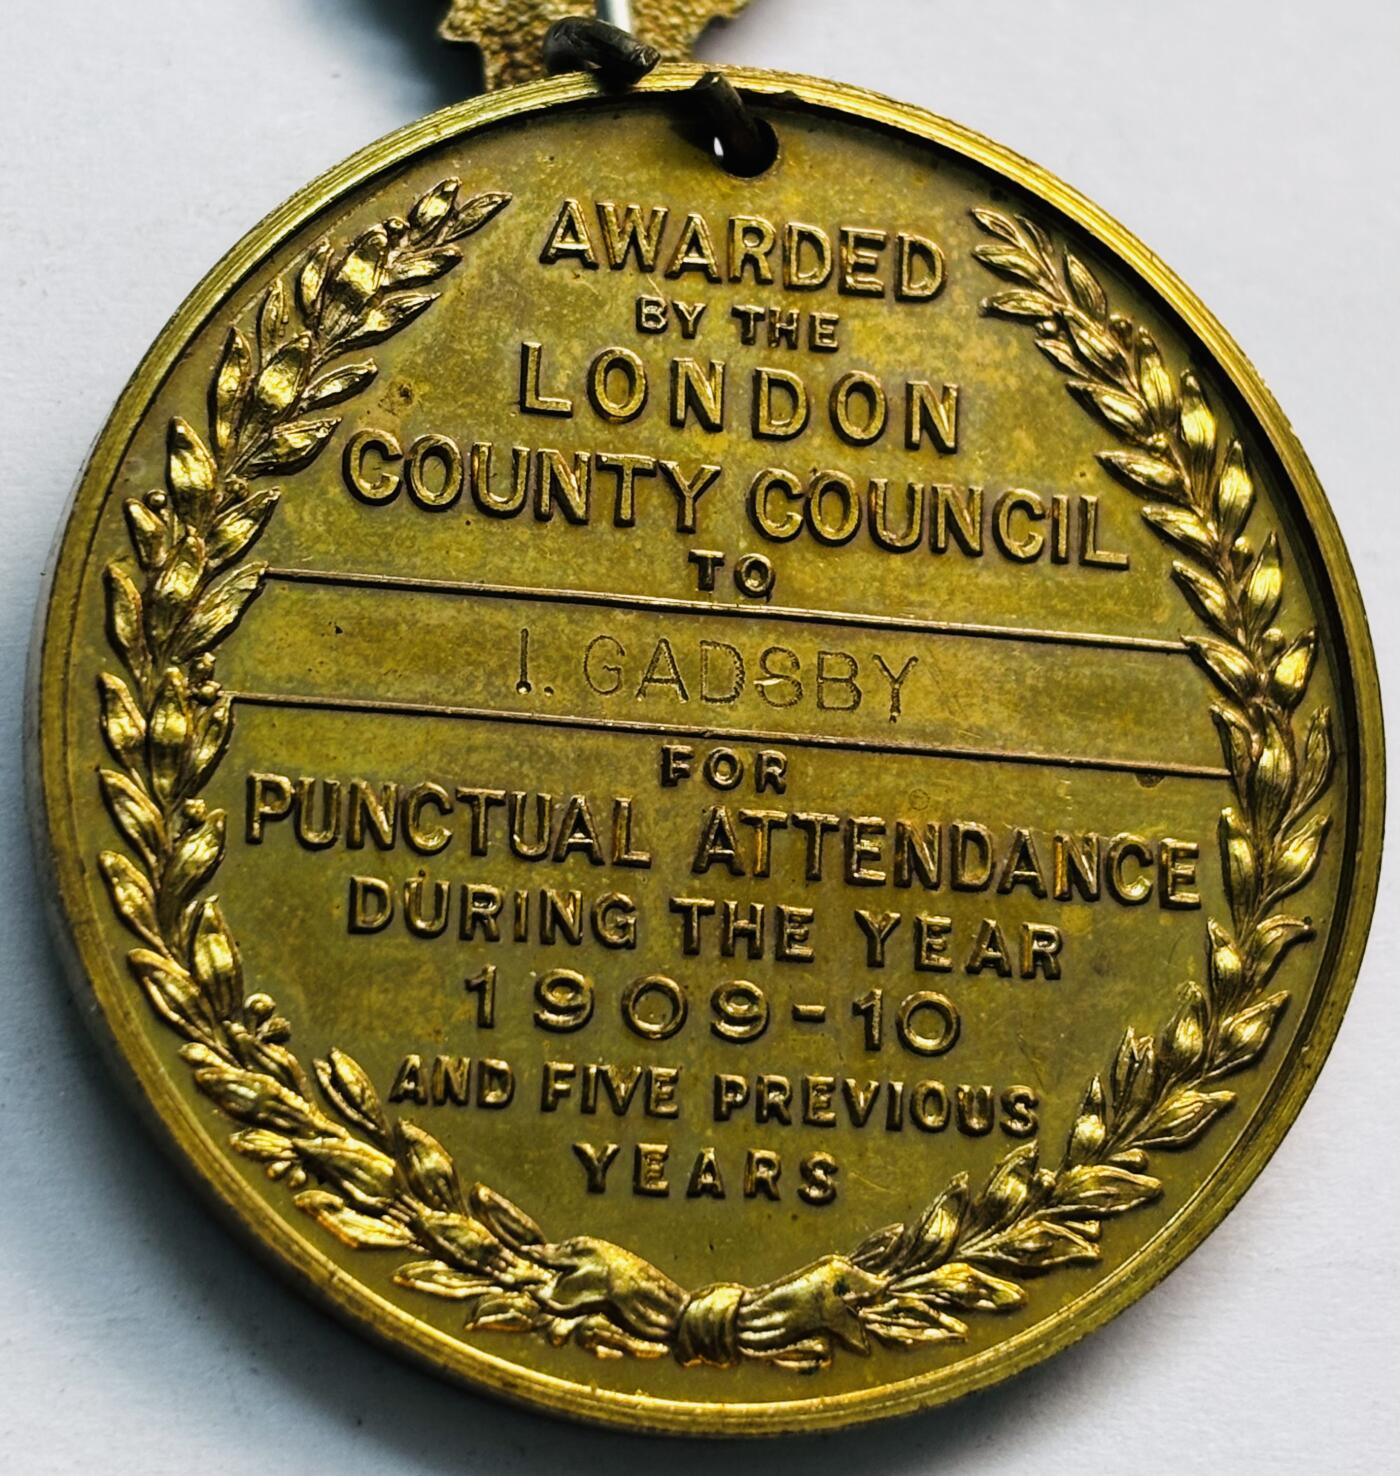 AWARDED
BY THE
LONDON
COUNTY COUNCIL
TO
I. GADSBY
FOR
PUNCTUAL ATTENDANCE
DURING THE YEAR
1909-10
AND FIVE PREVIOUS
YEARS